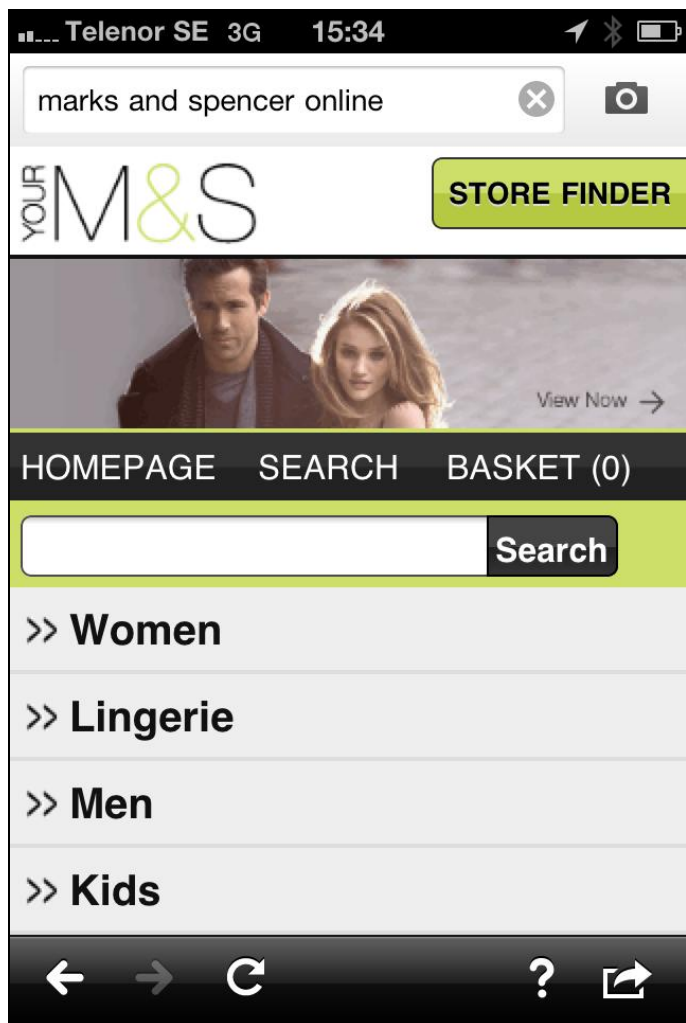 Telenor SE 3G 15:34
marks and spencer online
YOUR M&S
STORE FINDER
View Now →
HOMEPAGE SEARCH BASKET (0)
Search
>> Women
>> Lingerie
>> Men
>> Kids
?